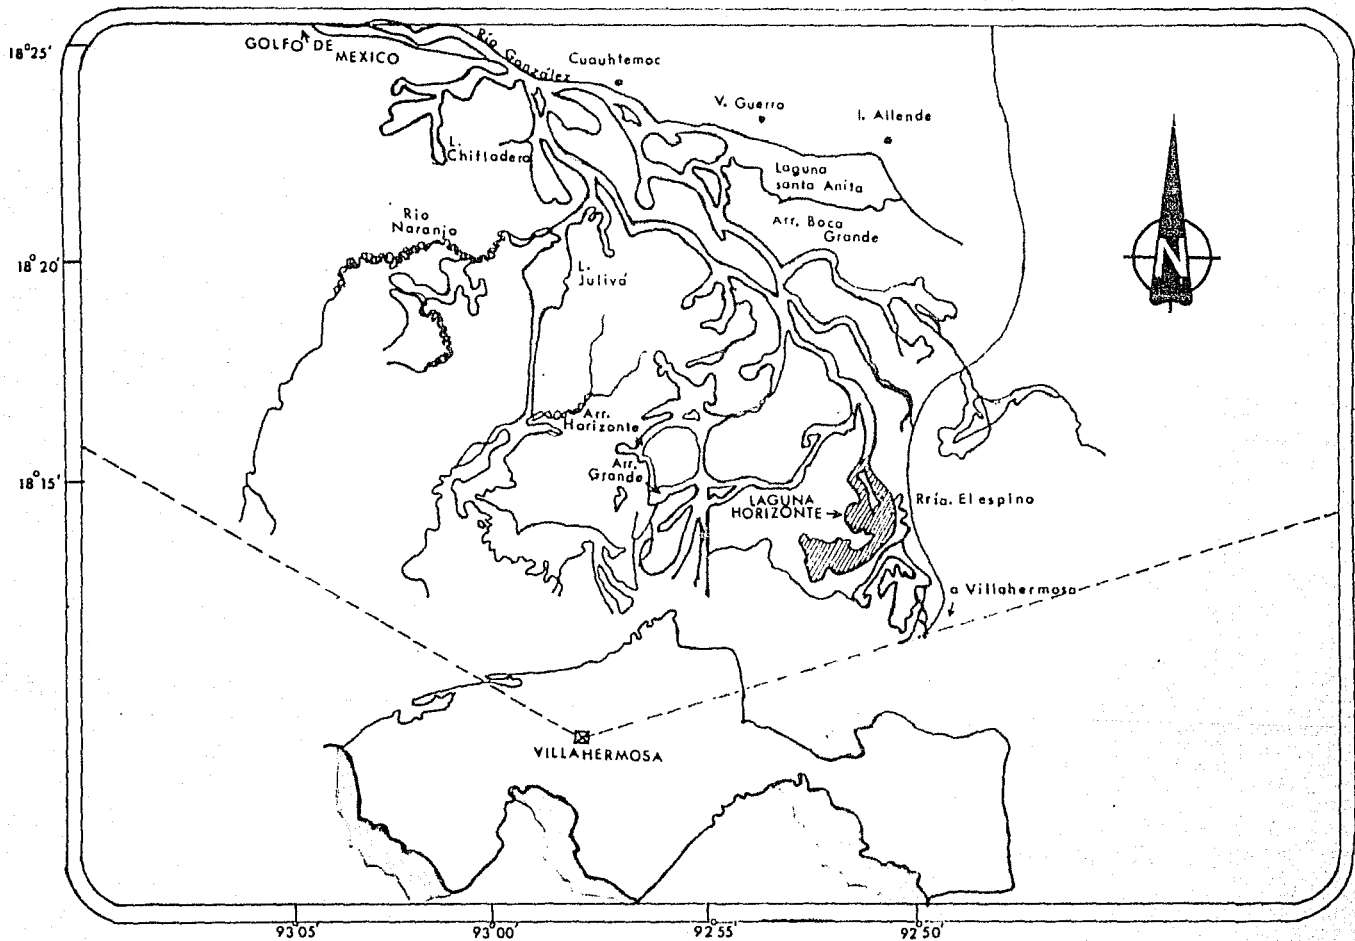 18°25'
GOLFO DE
MEXICO
Río González
Cuauhtemoc
V. Guerra
I. Allende
L.
Chifladera
Laguna
santa Anita
Rio
Naranjo
Arr. Boca
Grande
18°20'
L.
Julivá
N
Arr.
Horizonte
Arr.
Grande
18°15'
LAGUNA
HORIZONTE
Rría. El espino
a Villahermosa
VILLAHERMOSA
93°05'
93°00'
92°55'
92°50'